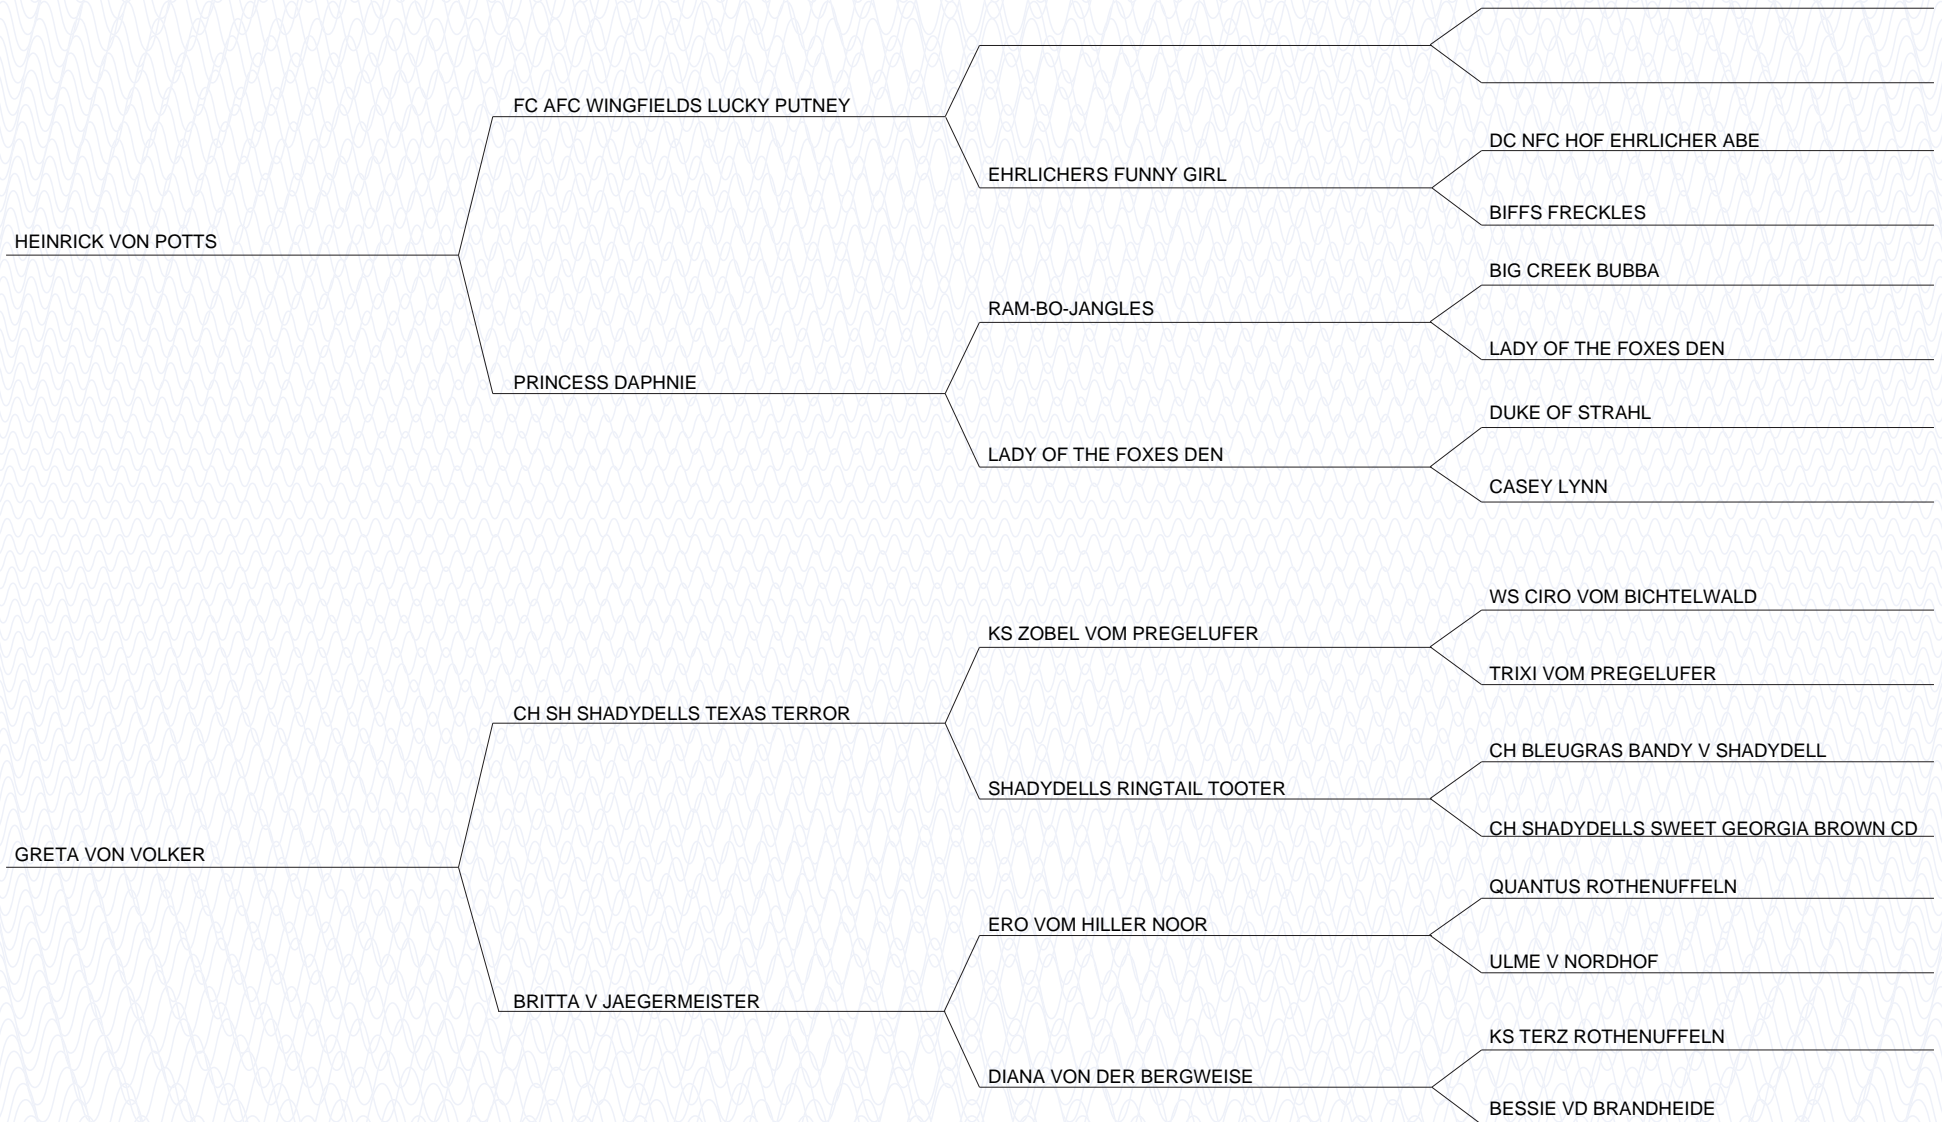 FC AFC WINGFIELDS LUCKY PUTNEY
DC NFC HOF EHRLICHER ABE
EHRLICHERS FUNNY GIRL
BIFFS FRECKLES
HEINRICK VON POTTS
BIG CREEK BUBBA
RAM-BO-JANGLES
LADY OF THE FOXES DEN
PRINCESS DAPHNIE
DUKE OF STRAHL
LADY OF THE FOXES DEN
CASEY LYNN
WS CIRO VOM BICHTELWALD
KS ZOBEL VOM PREGELUFER
TRIXI VOM PREGELUFER
CH SH SHADYDELLS TEXAS TERROR
CH BLEUGRAS BANDY V SHADYDELL
SHADYDELLS RINGTAIL TOOTER
CH SHADYDELLS SWEET GEORGIA BROWN CD
GRETA VON VOLKER
QUANTUS ROTHENUFFELN
ERO VOM HILLER NOOR
ULME V NORDHOF
BRITTA V JAEGERMEISTER
KS TERZ ROTHENUFFELN
DIANA VON DER BERGWEISE
BESSIE VD BRANDHEIDE